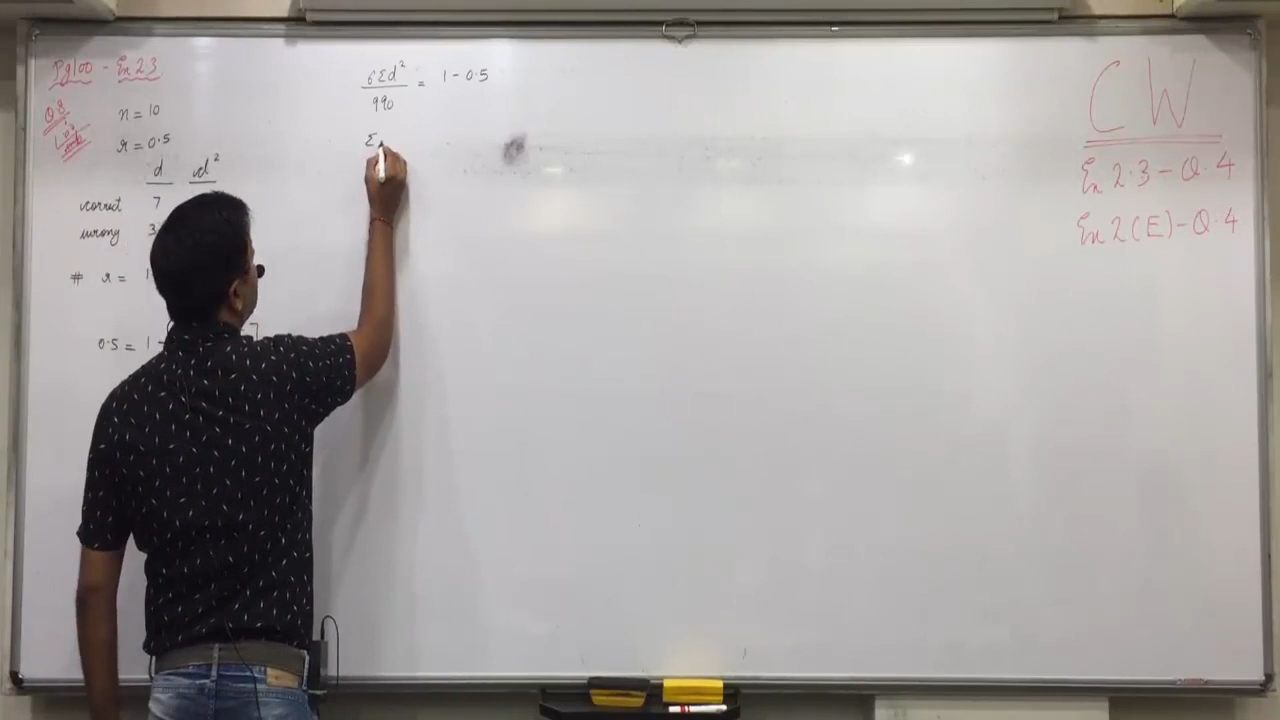 Pg100 - Ex 2.3
Q.8
n = 10
r = 0.5
d d²
correct 7
wrong 3
# r = 1
0.5 = 1 -
7
6Σd²/990 = 1 - 0.5
Σ
CW
Ex 2.3 - Q.4
Ex 2(E) - Q.4